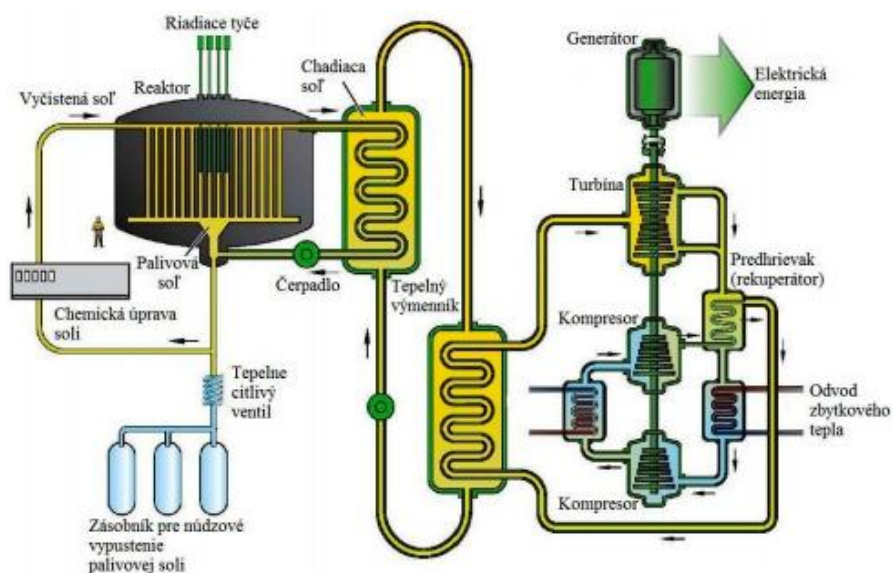 Riadiace tyče
Reaktor
Vyčistená soľ
Chadiaca
soľ
Generátor
Elektrická
energia
Turbína
Palivová
soľ
Čerpadlo
Tepelný
výmenník
Predhrievak
(rekuperátor)
Chemická úprava
soli
Kompresor
Tepelne
citlivý
ventil
Odvod
zbytkového
tepla
Kompresor
Zásobník pre núdzové
vypustenie
palivovej soli